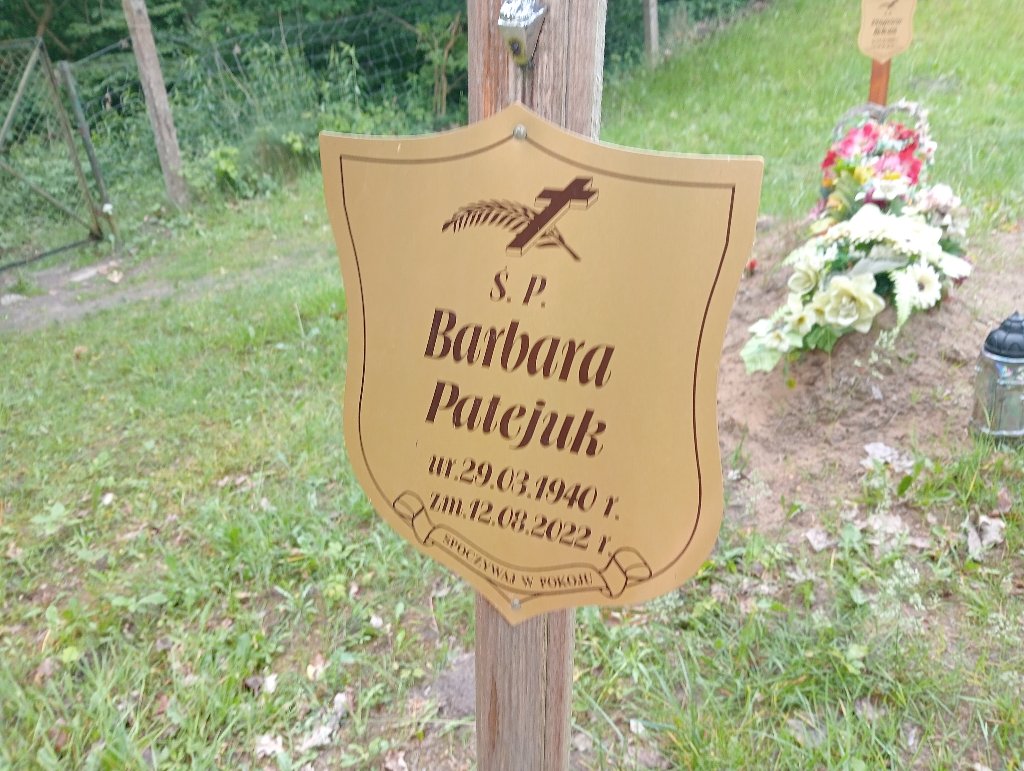 Ś. P.
Barbara
Patejuk
ur.29.03.1940 r.
zm.12.08.2022 r.
SPOCZYWAJ W POKOJU